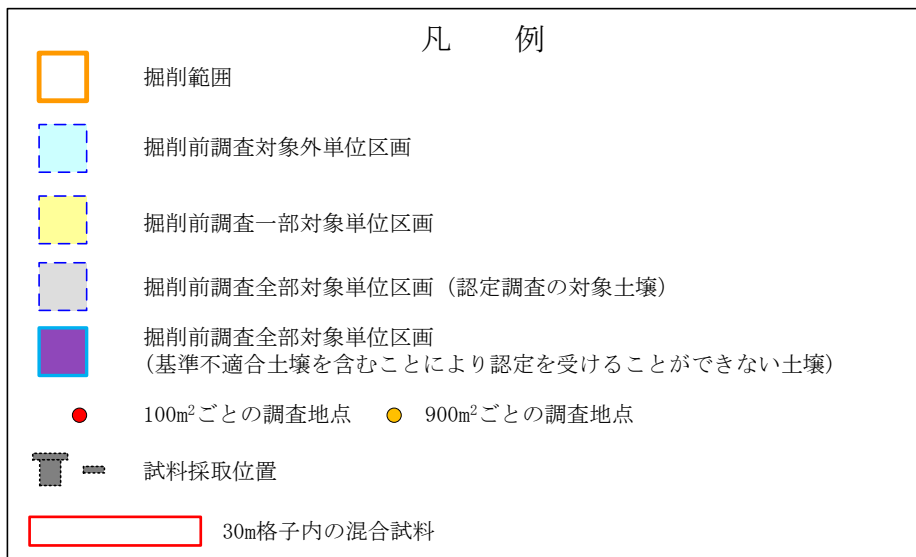 凡 例
掘削範囲
掘削前調査対象外単位区画
掘削前調査一部対象単位区画
掘削前調査全部対象単位区画（認定調査の対象土壌）
掘削前調査全部対象単位区画
(基準不適合土壌を含むことにより認定を受けることができない土壌)
100m²ごとの調査地点 900m²ごとの調査地点
試料採取位置
30m格子内の混合試料